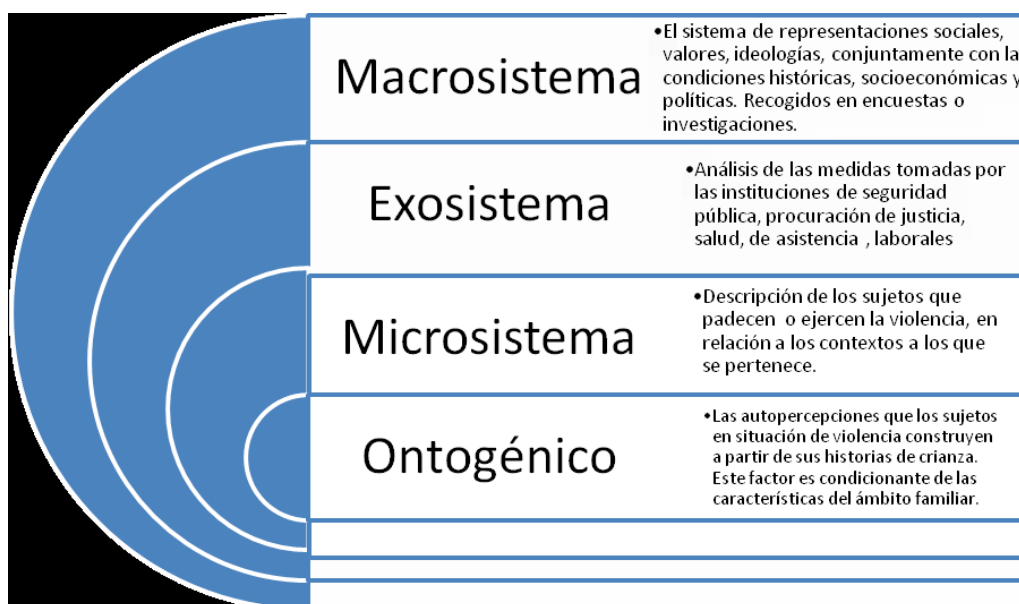 Macrosistema
•El sistema de representaciones sociales,
valores, ideologías, conjuntamente con la
condiciones históricas, socioeconómicas y
políticas. Recogidos en encuestas o
investigaciones.
Exosistema
•Análisis de las medidas tomadas por
las instituciones de seguridad
pública, procuración de justicia,
salud, de asistencia , laborales
Microsistema
•Descripción de los sujetos que
padecen o ejercen la violencia, en
relación a los contextos a los que
se pertenece.
Ontogénico
•Las autopercepciones que los sujetos
en situación de violencia construyen
a partir de sus historias de crianza.
Este factor es condicionante de las
características del ámbito familiar.